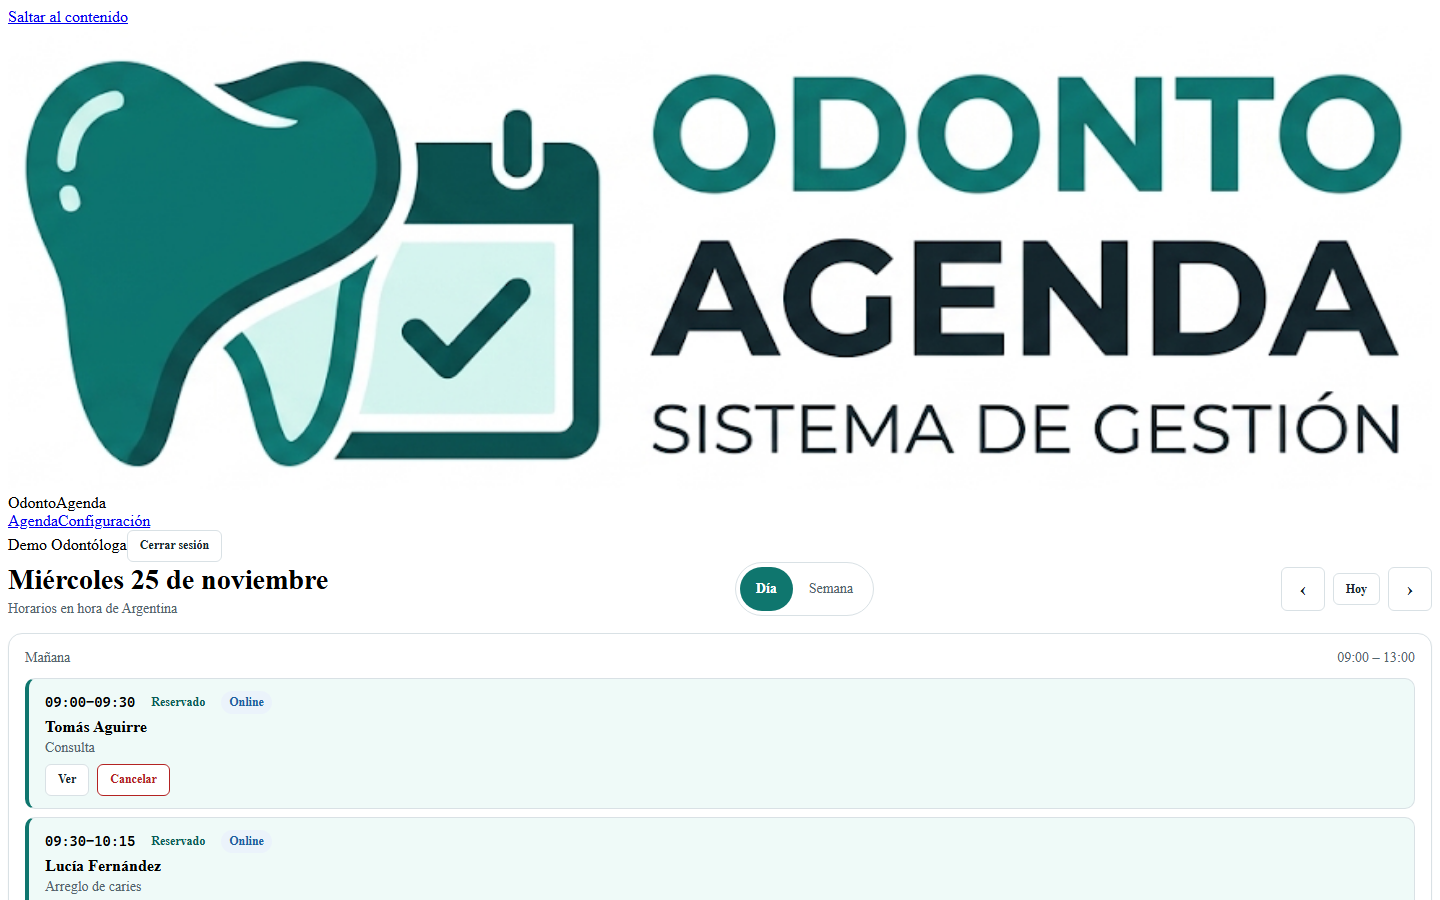 Saltar al contenido
ODONTO
AGENDA
SISTEMA DE GESTIÓN
OdontoAgenda
AgendaConfiguración
Demo Odontóloga Cerrar sesión
Miércoles 25 de noviembre
Horarios en hora de Argentina
Día Semana
‹ Hoy ›
Mañana 09:00 – 13:00
09:00–09:30 Reservado Online
Tomás Aguirre
Consulta
Ver Cancelar
09:30–10:15 Reservado Online
Lucía Fernández
Arreglo de caries